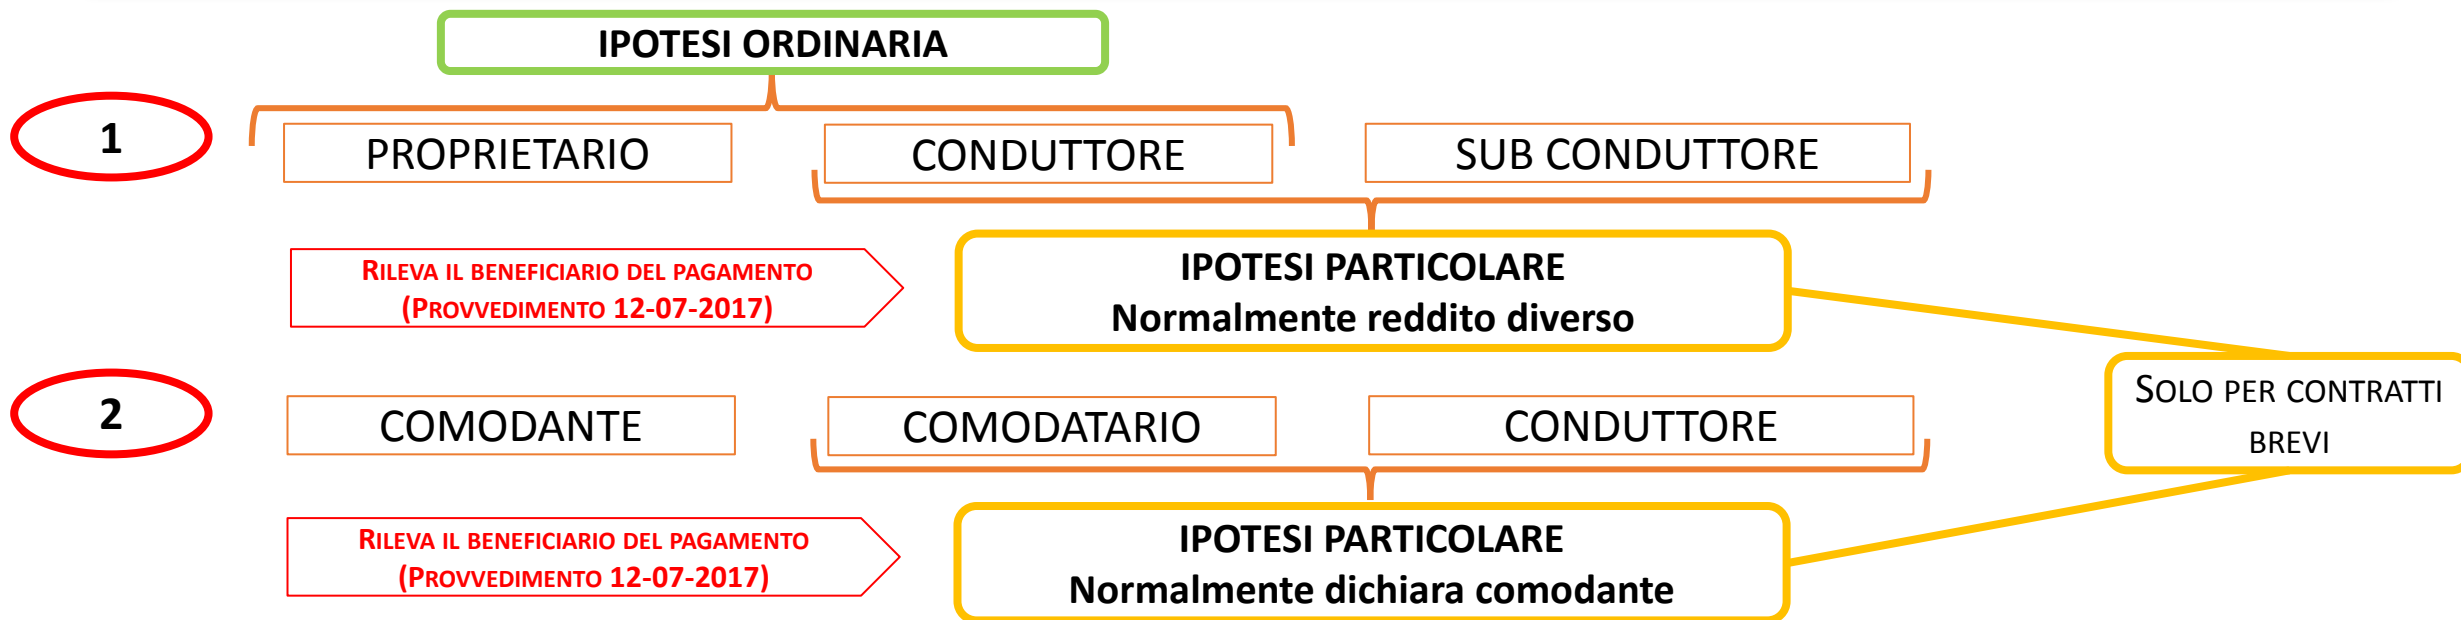 IPOTESI ORDINARIA
1
PROPRIETARIO
CONDUTTORE
SUB CONDUTTORE
RILEVA IL BENEFICIARIO DEL PAGAMENTO
(PROVVEDIMENTO 12-07-2017)
IPOTESI PARTICOLARE
Normalmente reddito diverso
2
COMODANTE
COMODATARIO
CONDUTTORE
SOLO PER CONTRATTI
BREVI
RILEVA IL BENEFICIARIO DEL PAGAMENTO
(PROVVEDIMENTO 12-07-2017)
IPOTESI PARTICOLARE
Normalmente dichiara comodante